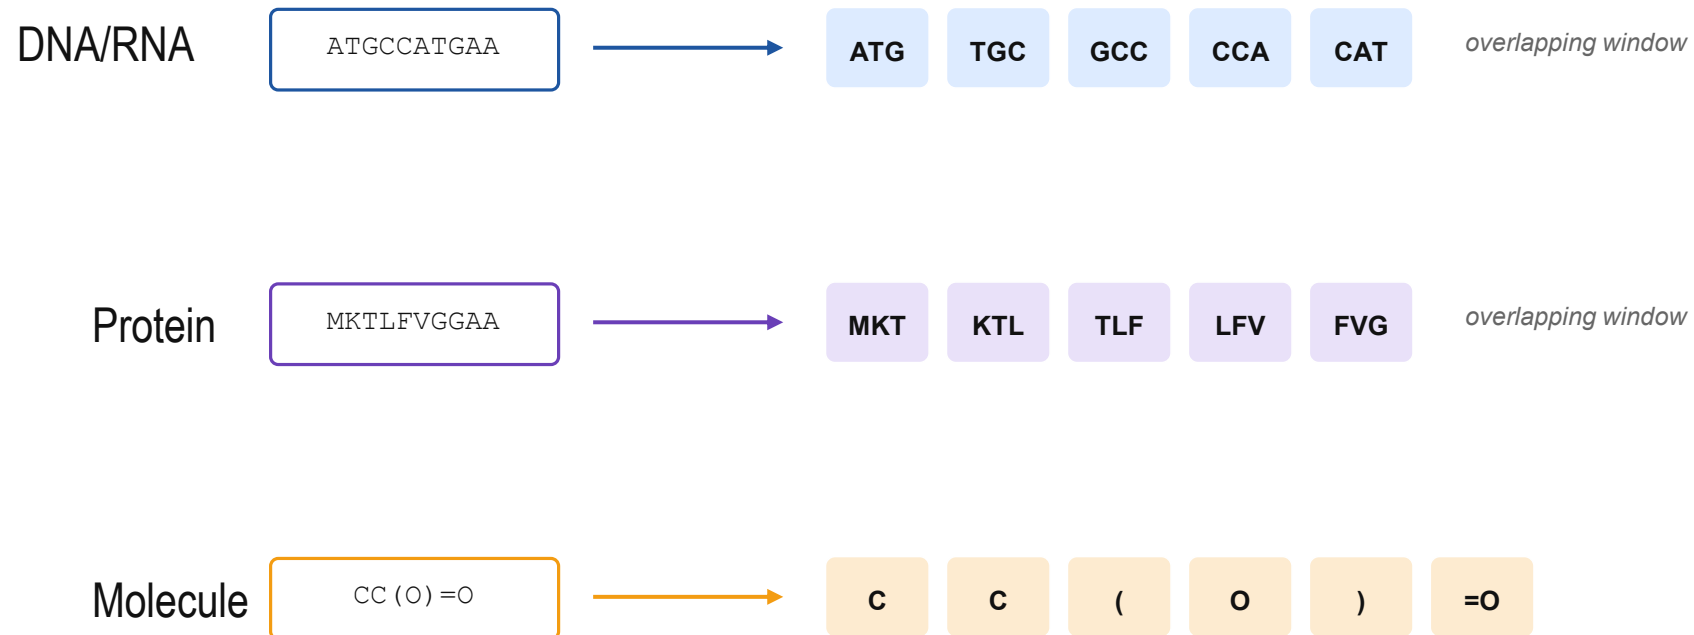 DNA/RNA ATGCCATGAA ATG TGC GCC CCA CAT overlapping window
Protein MKTLFVGGAA MKT KTL TLF LFV FVG overlapping window
Molecule CC(O)=O C C ( O ) =O